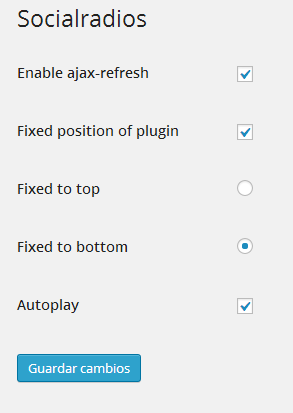 Socialradios
Enable ajax-refresh
Fixed position of plugin
Fixed to top
Fixed to bottom
Autoplay
Guardar cambios